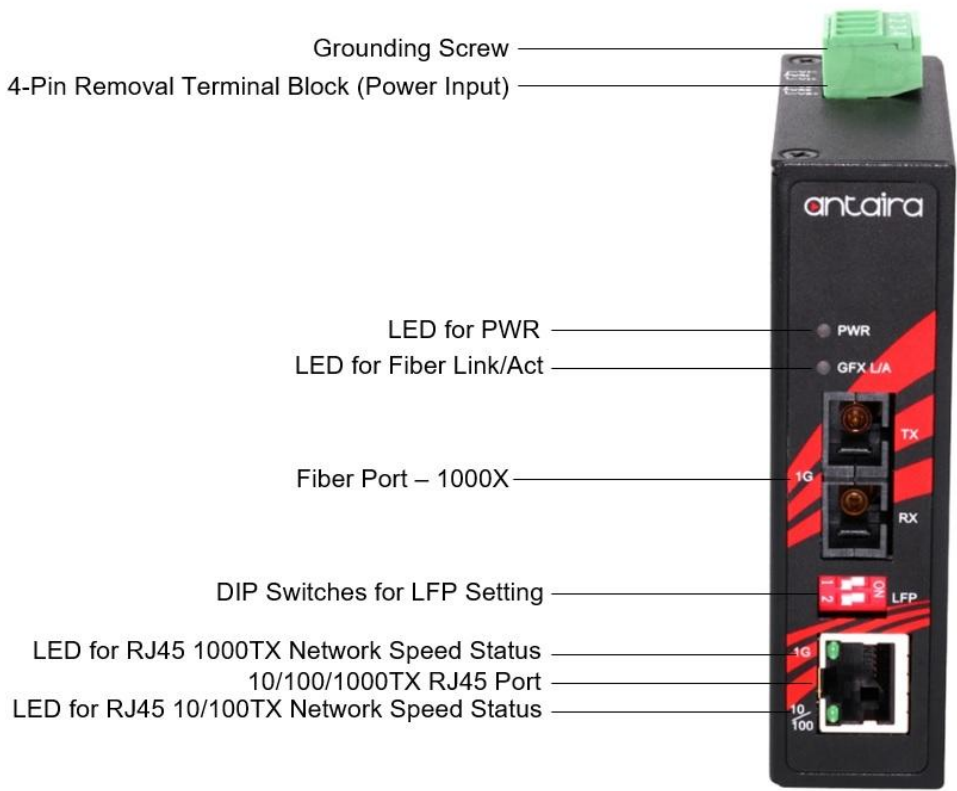 Grounding Screw
4-Pin Removal Terminal Block (Power Input)
antaira
LED for PWR
PWR
LED for Fiber Link/Act
GFX L/A
TX
Fiber Port – 1000X
1G
RX
DIP Switches for LFP Setting
1 2
ON
LFP
LED for RJ45 1000TX Network Speed Status
1G
10/100/1000TX RJ45 Port
LED for RJ45 10/100TX Network Speed Status
10
100